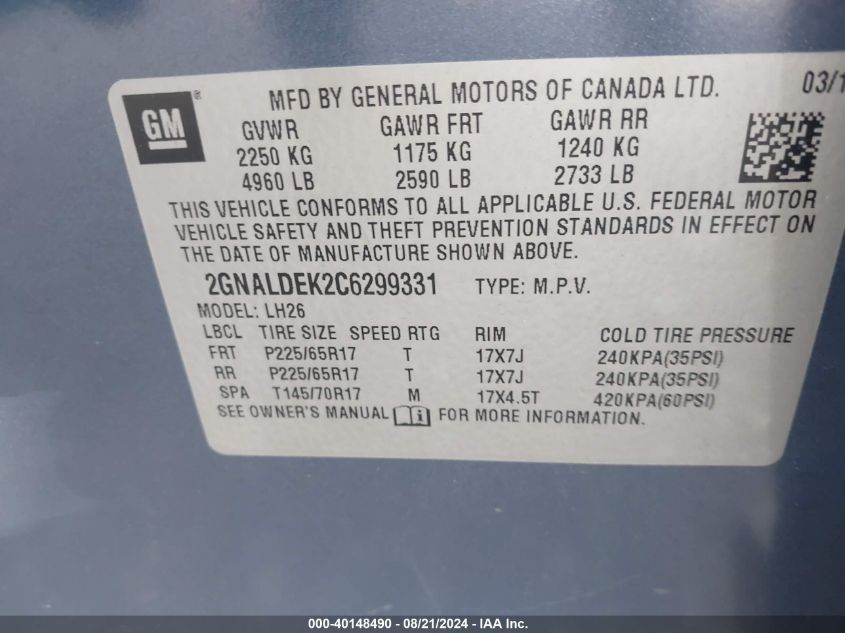 MFD BY GENERAL MOTORS OF CANADA LTD. 03/1
GM ®
GVWR GAWR FRT GAWR RR
2250 KG 1175 KG 1240 KG
4960 LB 2590 LB 2733 LB
THIS VEHICLE CONFORMS TO ALL APPLICABLE U.S. FEDERAL MOTOR
VEHICLE SAFETY AND THEFT PREVENTION STANDARDS IN EFFECT ON
THE DATE OF MANUFACTURE SHOWN ABOVE.
2GNALDEK2C6299331 TYPE: M.P.V.
MODEL: LH26
LBCL TIRE SIZE SPEED RTG RIM COLD TIRE PRESSURE
FRT P225/65R17 T 17X7J 240KPA(35PSI)
RR P225/65R17 T 17X7J 240KPA(35PSI)
SPA T145/70R17 M 17X4.5T 420KPA(60PSI)
SEE OWNER'S MANUAL i FOR MORE INFORMATION.
000-40148490 - 08/21/2024 - IAA Inc.